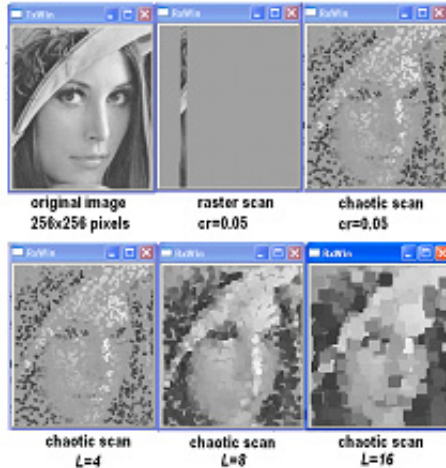 TxWin
RxWin
RxWin
original image
256x256 pixels
raster scan
cr=0.05
chaotic scan
cr=0.05
RxWin
RxWin
RxWin
chaotic scan
L=4
chaotic scan
L=8
chaotic scan
L=16